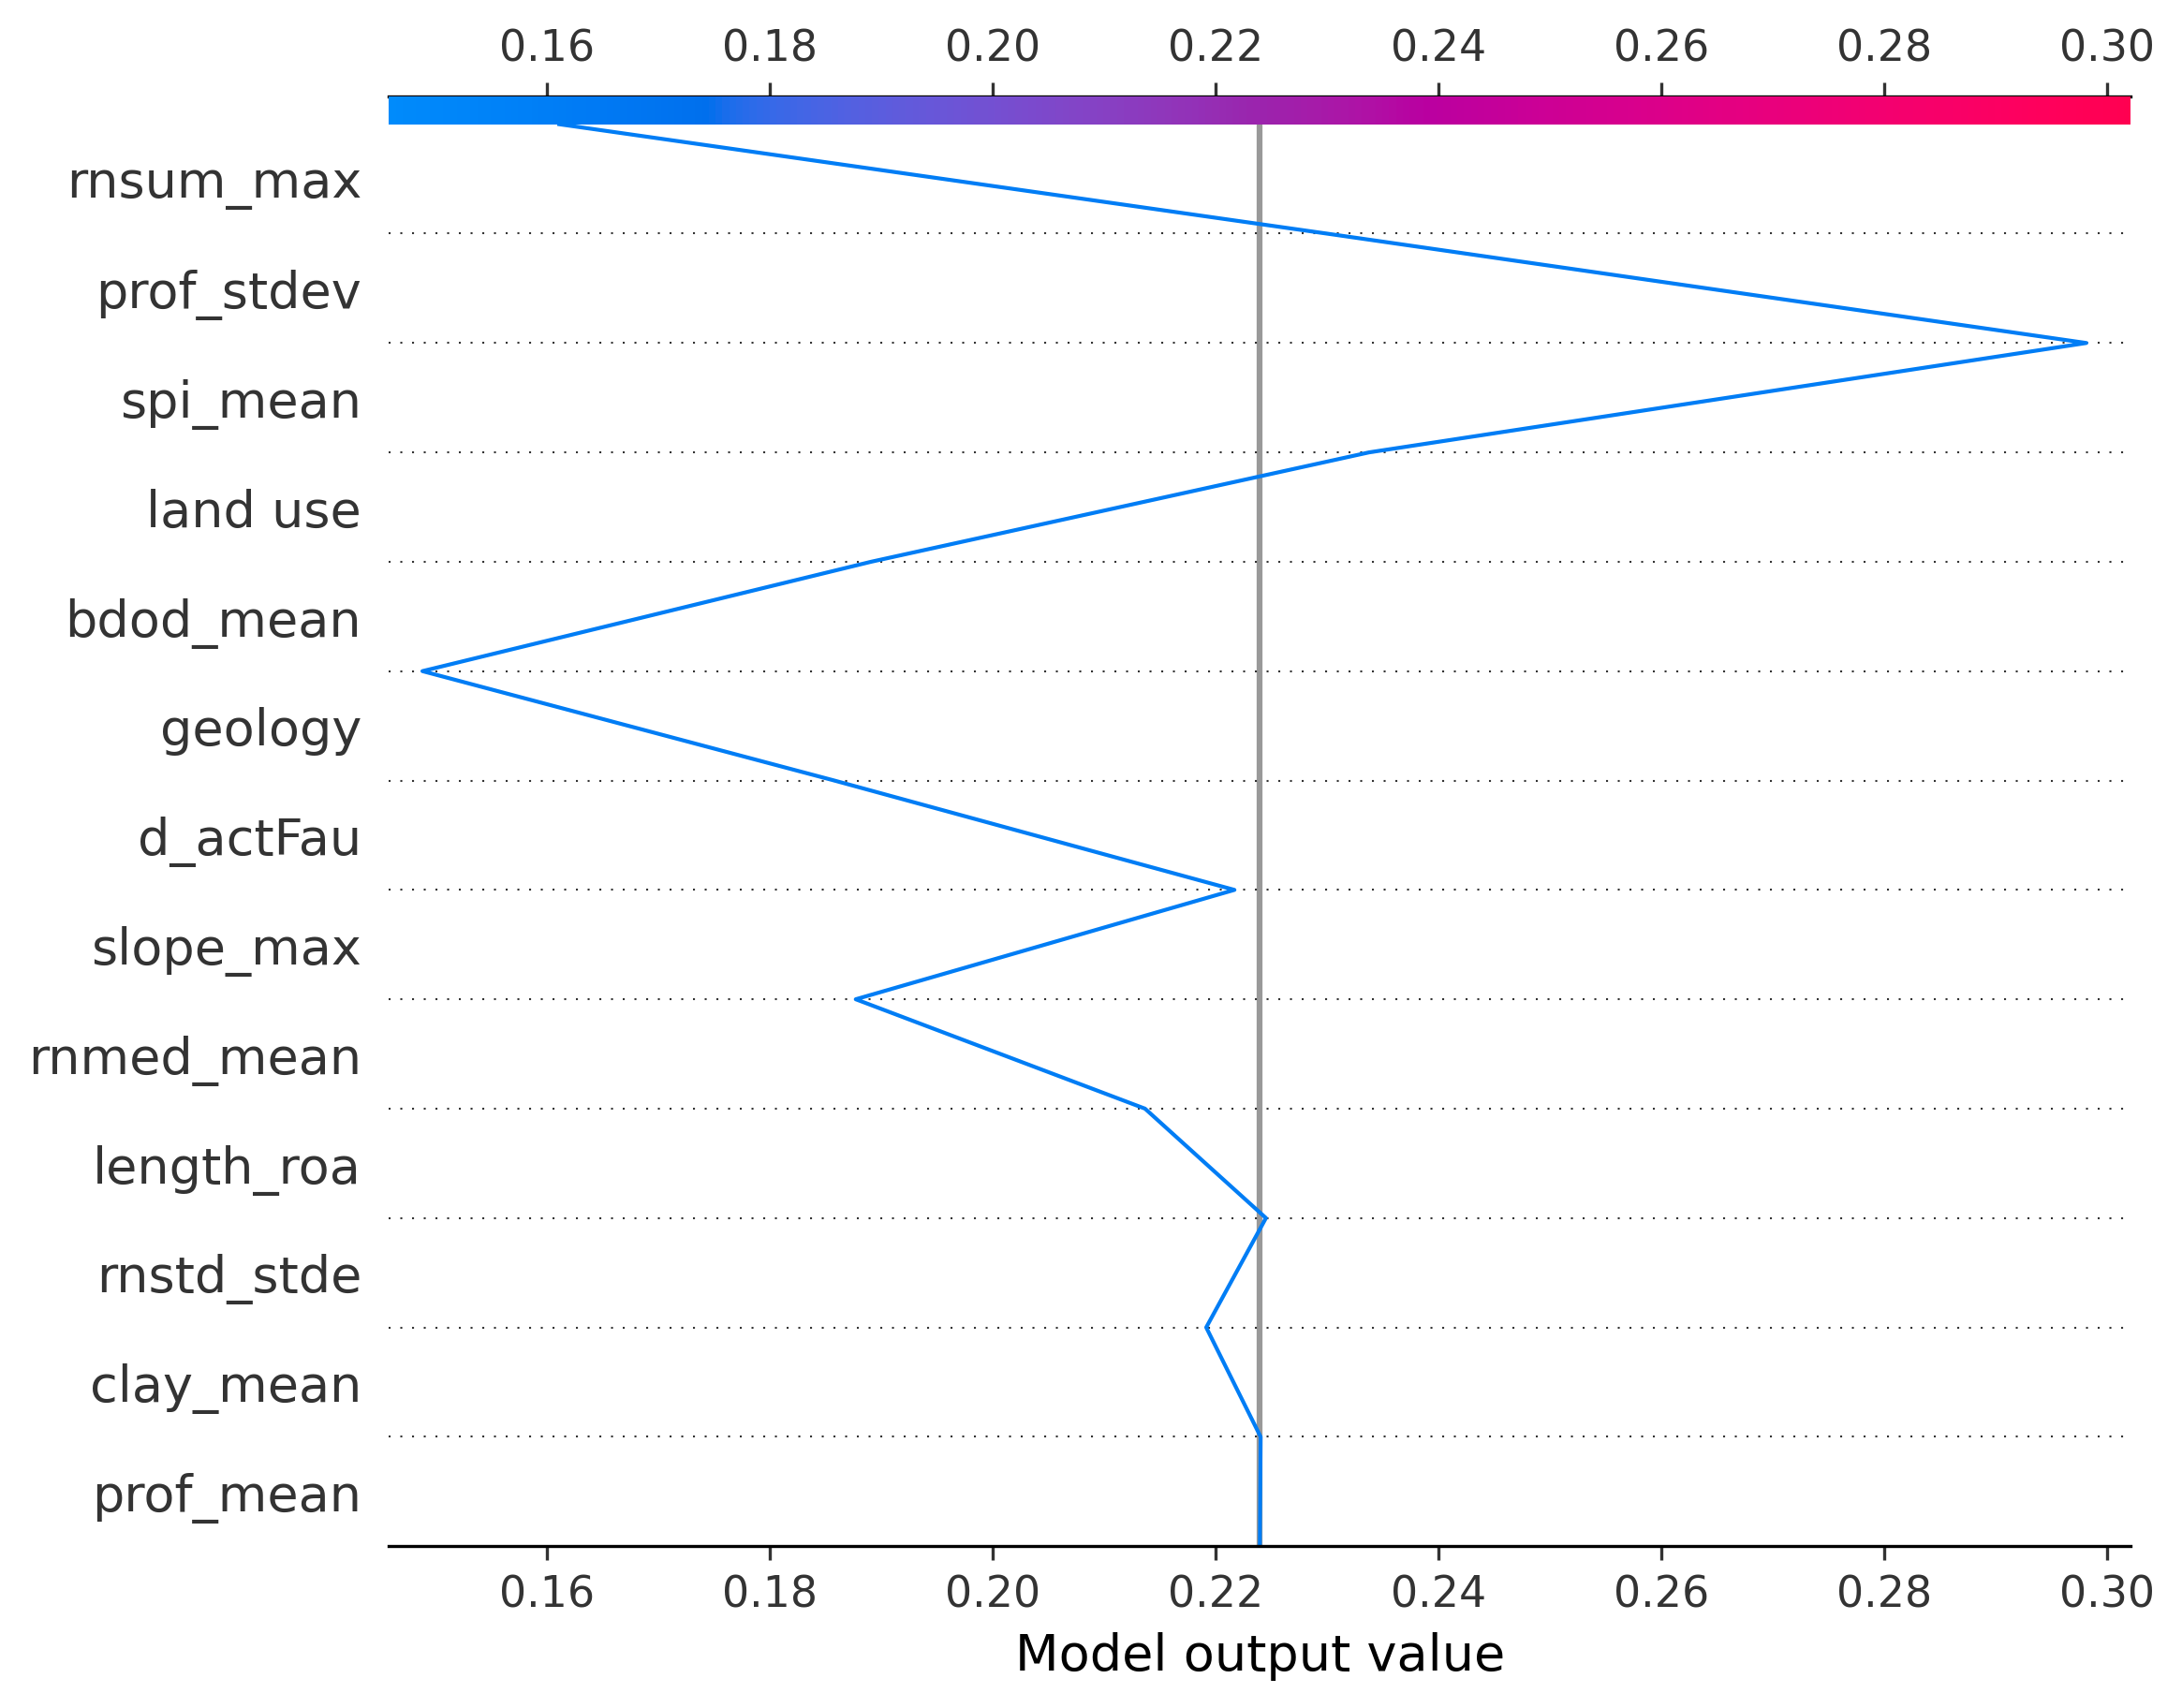 0.16 0.18 0.20 0.22 0.24 0.26 0.28 0.30
rnsum_max
prof_stdev
spi_mean
land use
bdod_mean
geology
d_actFau
slope_max
rnmed_mean
length_roa
rnstd_stde
clay_mean
prof_mean
0.16 0.18 0.20 0.22 0.24 0.26 0.28 0.30
Model output value